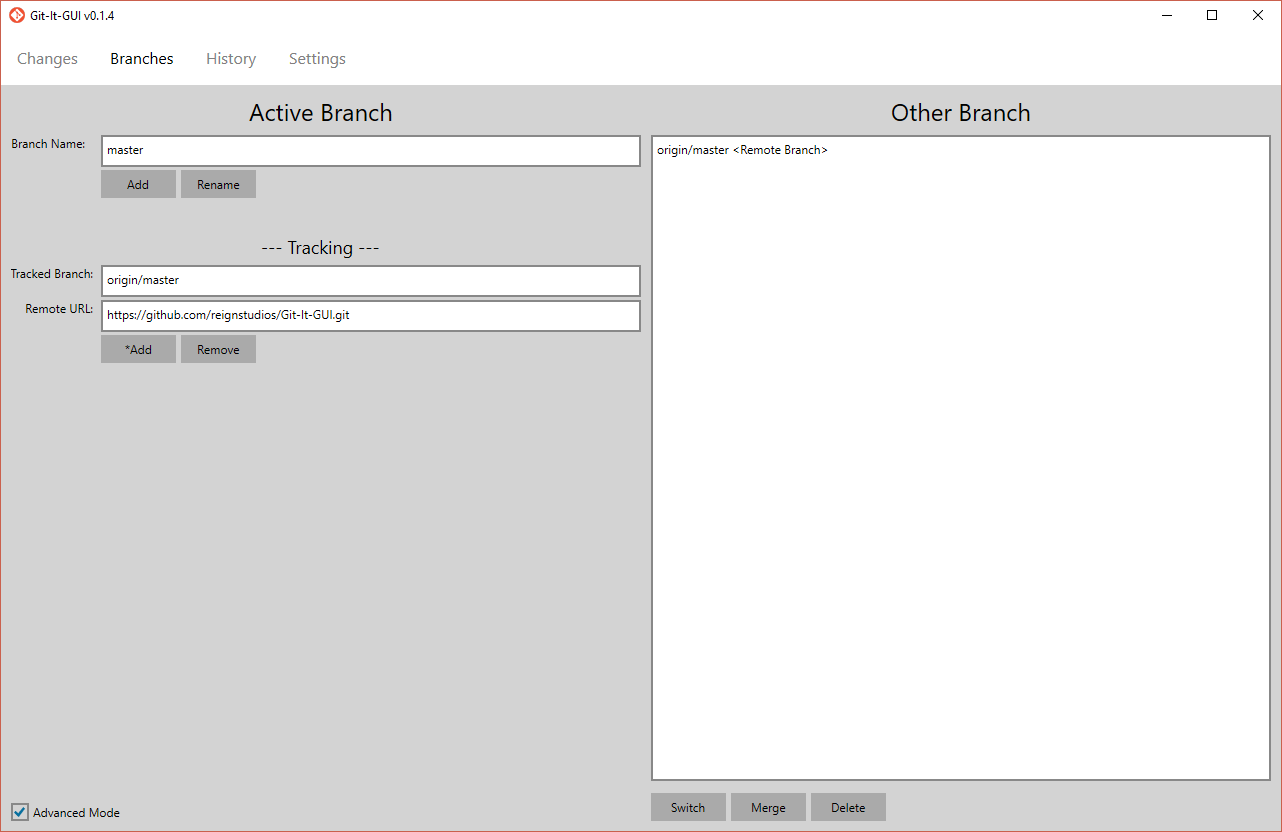 Git-It-GUI v0.1.4
Changes Branches History Settings
Active Branch
Branch Name: master
Add Rename
--- Tracking ---
Tracked Branch: origin/master
Remote URL: https://github.com/reignstudios/Git-It-GUI.git
*Add Remove
Advanced Mode
Other Branch
origin/master <Remote Branch>
Switch Merge Delete